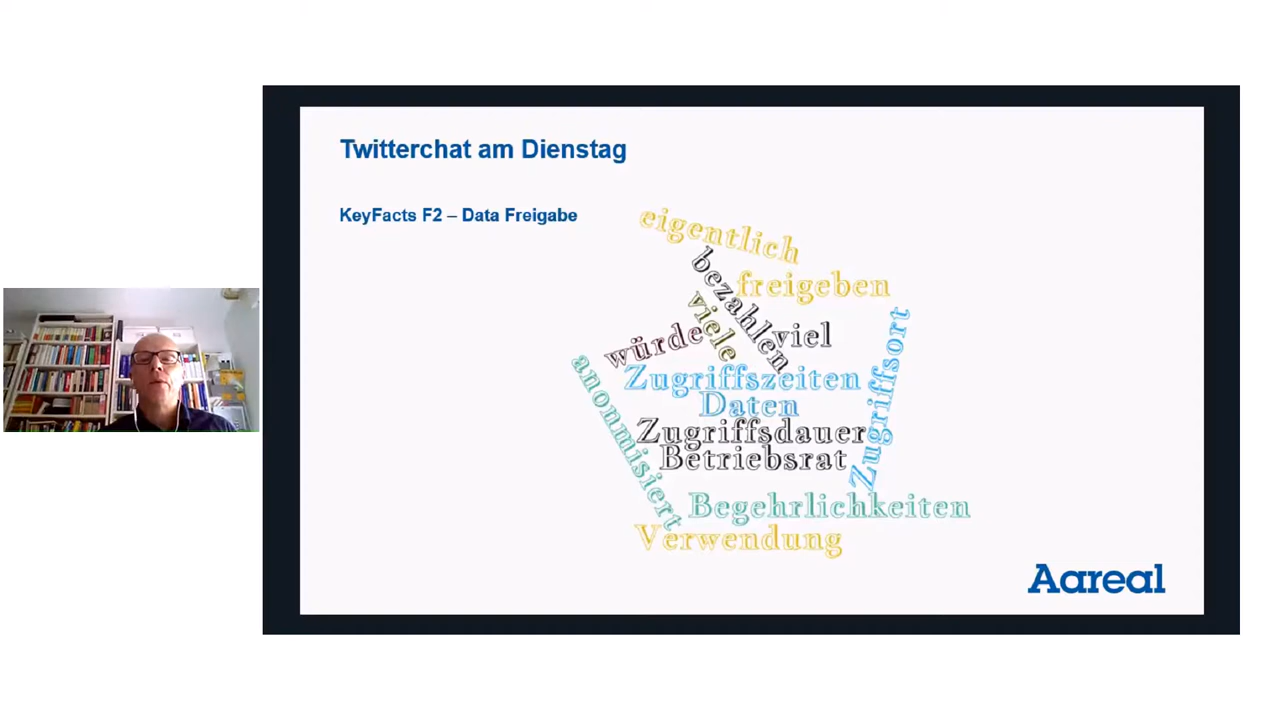 Twitterchat am Dienstag
KeyFacts F2 – Data Freigabe
eigentlich
bezahlen
freigeben
viele
viel
würde
Zugriffsort
anonmisiert
Zugriffszeiten
Daten
Zugriffsdauer
Betriebsrat
Begehrlichkeiten
Verwendung
Aareal